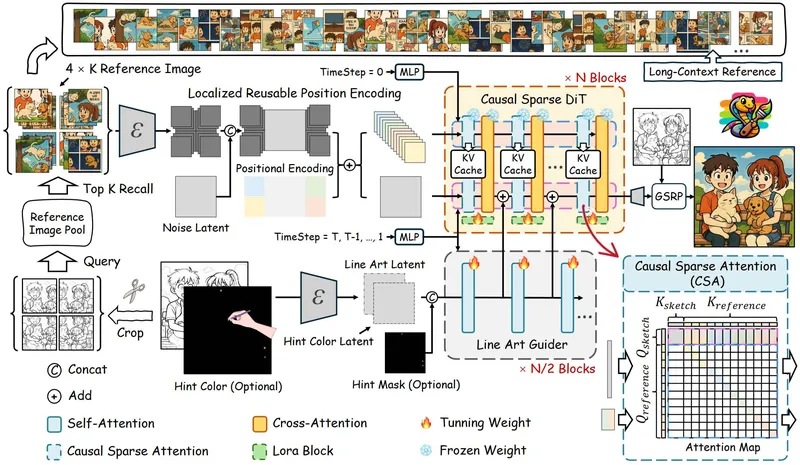 4 × K Reference Image
Long-Context Reference
TimeStep = 0
MLP
× N Blocks
Localized Reusable Position Encoding
Causal Sparse DiT
ε
C
KV
Cache
KV
Cache
KV
Cache
Top K Recall
Positional Encoding
+
GSRP
Noise Latent
Reference
Image Pool
TimeStep = T, T-1, ..., 1
MLP
Query
Line Art Latent
Causal Sparse Attention
(CSA)
ε
C
K_sketch K_reference
Crop
Hint Color Latent
Line Art Guider
Q_sketch
Q_reference
Hint Color (Optional)
Hint Mask (Optional)
× N/2 Blocks
Attention Map
C Concat
+ Add
Self-Attention
Cross-Attention
Tunning Weight
Causal Sparse Attention
Lora Block
Frozen Weight